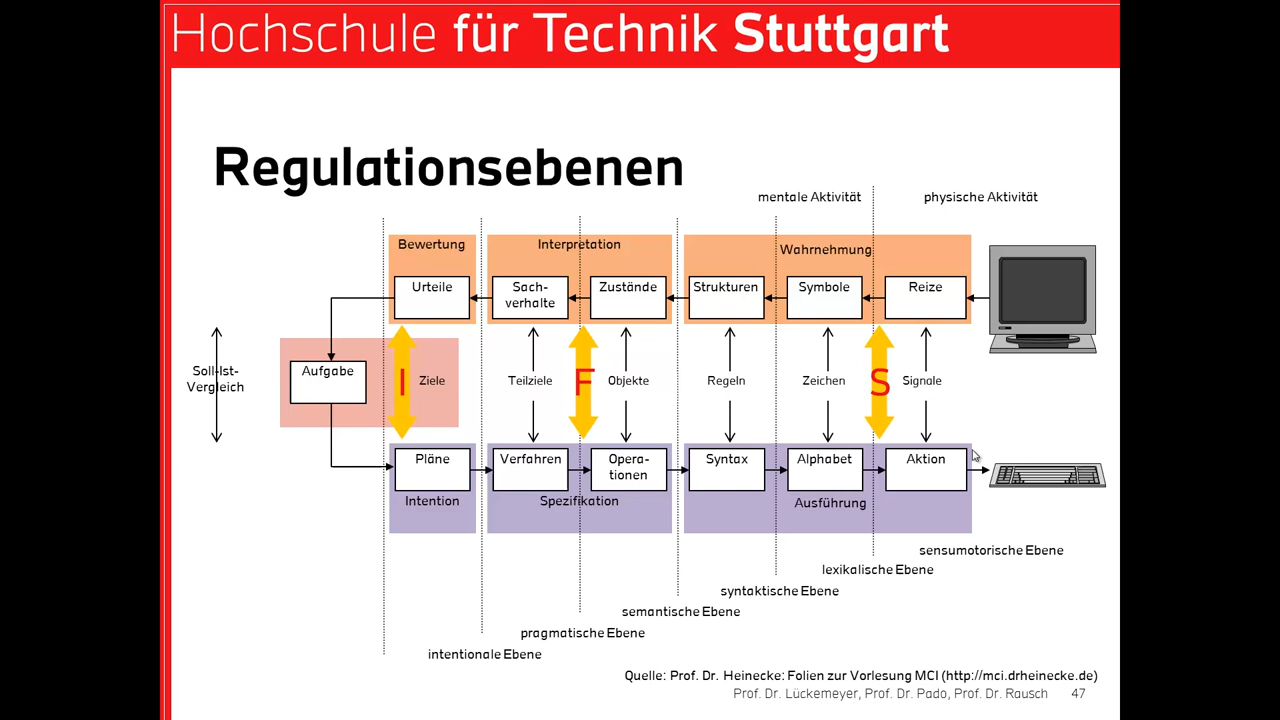 Hochschule für Technik Stuttgart
Regulationsebenen
mentale Aktivität
physische Aktivität
Bewertung
Interpretation
Wahrnehmung
Urteile
Sach-
verhalte
Zustände
Strukturen
Symbole
Reize
Soll-Ist-
Vergleich
Aufgabe
I
Ziele
Teilziele
F
Objekte
Regeln
Zeichen
S
Signale
Pläne
Verfahren
Opera-
tionen
Syntax
Alphabet
Aktion
Intention
Spezifikation
Ausführung
sensumotorische Ebene
lexikalische Ebene
syntaktische Ebene
semantische Ebene
pragmatische Ebene
intentionale Ebene
Quelle: Prof. Dr. Heinecke: Folien zur Vorlesung MCI (http://mci.drheinecke.de)
Prof. Dr. Lückemeyer, Prof. Dr. Pado, Prof. Dr. Rausch 47